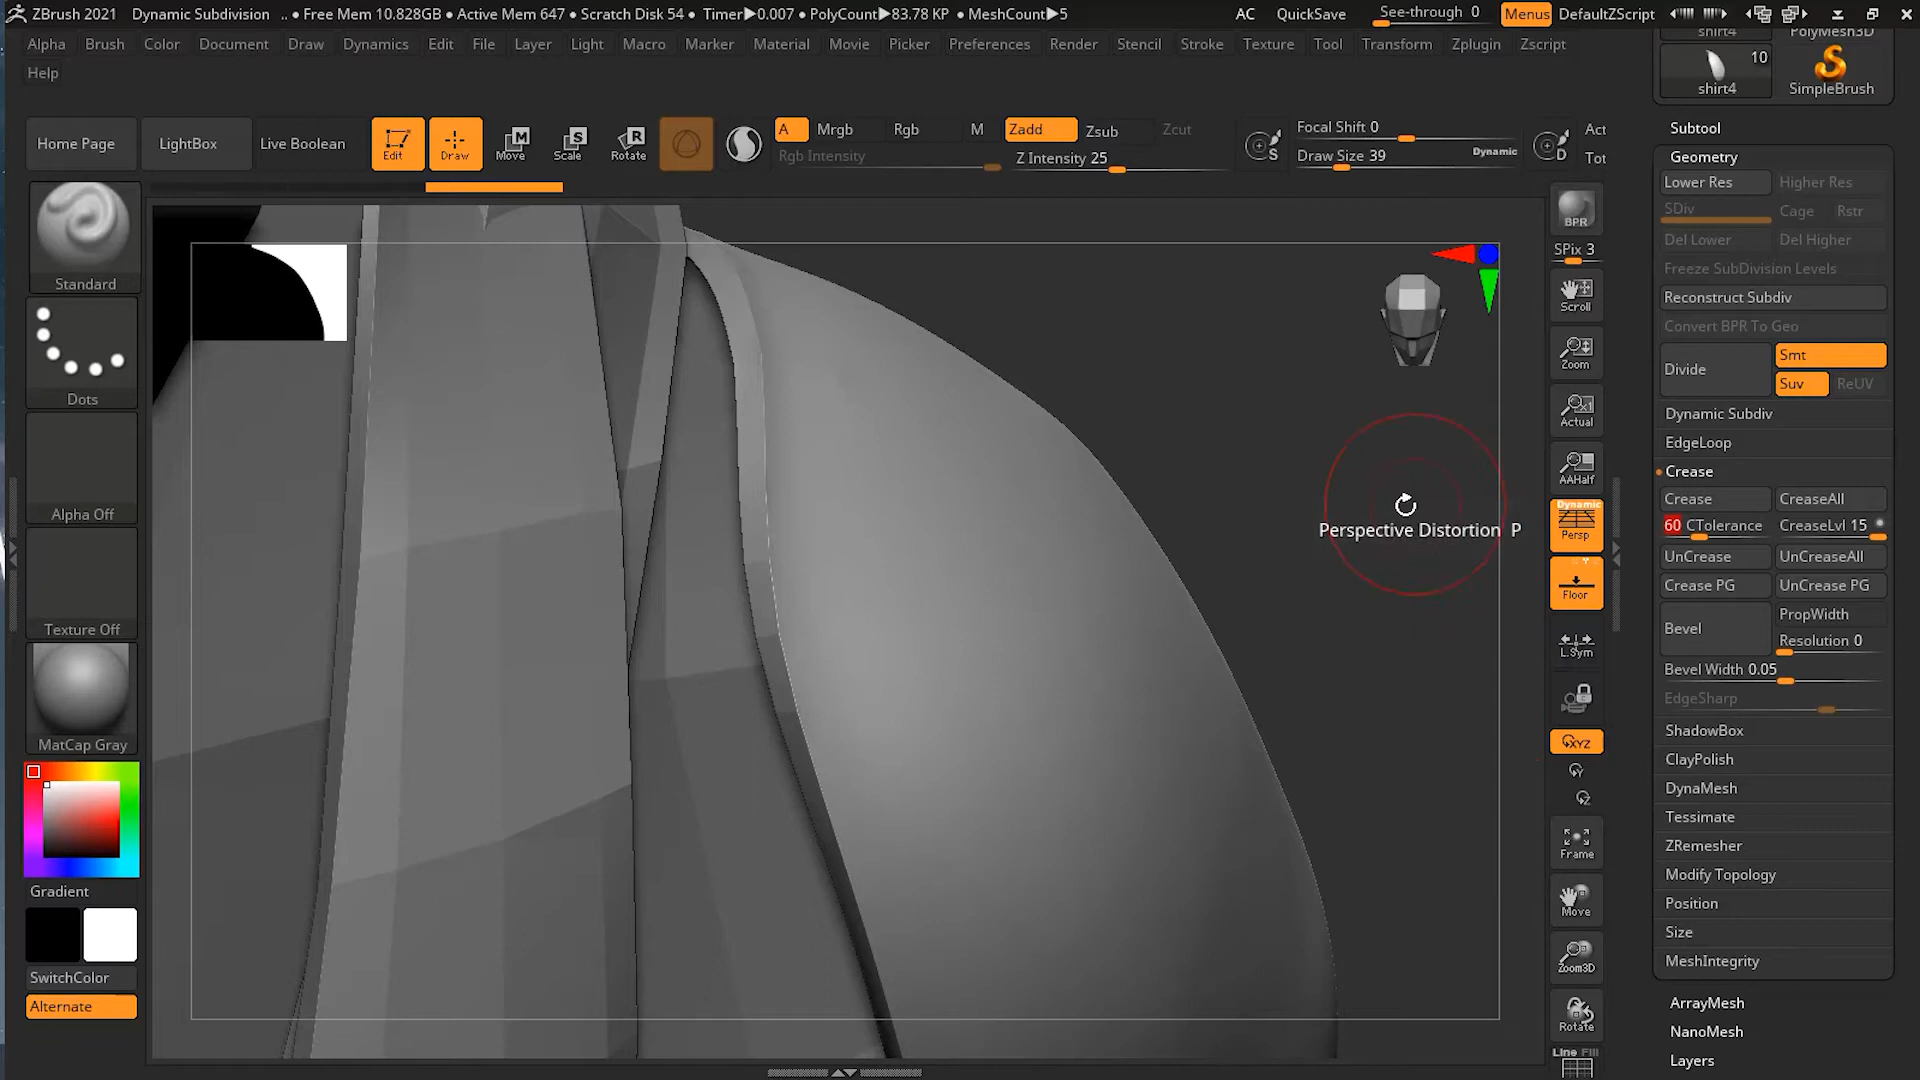 ZBrush 2021 Dynamic Subdivision .. • Free Mem 10.828GB • Active Mem 647 • Scratch Disk 54 • Timer▶0.007 • PolyCount▶83.78 KP • MeshCount▶5 AC QuickSave See-through 0 Menus DefaultZScript
Alpha Brush Color Document Draw Dynamics Edit File Layer Light Macro Marker Material Movie Picker Preferences Render Stencil Stroke Texture Tool Transform Zplugin Zscript
Help
Home Page LightBox Live Boolean Edit Draw Move Scale Rotate
M S R
A Mrgb Rgb M Zadd Zsub Zcut
Rgb Intensity Z Intensity 25
Focal Shift 0
Draw Size 39 Dynamic
S D
Act
Tot
Standard
Dots
Alpha Off
Texture Off
MatCap Gray
Gradient
SwitchColor
Alternate
Perspective Distortion P
BPR
SPix 3
Scroll
Zoom
Actual
AAHalf
Dynamic
Persp
Floor
L.Sym
XYZ
Y
Z
Frame
Move
Zoom3D
Rotate
Line Fill
shirt4 PolyMesh3D
10
shirt4 SimpleBrush
Subtool
Geometry
Lower Res Higher Res
SDiv Cage Rstr
Del Lower Del Higher
Freeze SubDivision Levels
Reconstruct Subdiv
Convert BPR To Geo
Divide Smt
Suv ReUV
Dynamic Subdiv
EdgeLoop
Crease
Crease CreaseAll
60 CTolerance CreaseLvl 15
UnCrease UnCreaseAll
Crease PG UnCrease PG
Bevel PropWidth
Resolution 0
Bevel Width 0.05
EdgeSharp
ShadowBox
ClayPolish
DynaMesh
Tessimate
ZRemesher
Modify Topology
Position
Size
MeshIntegrity
ArrayMesh
NanoMesh
Layers